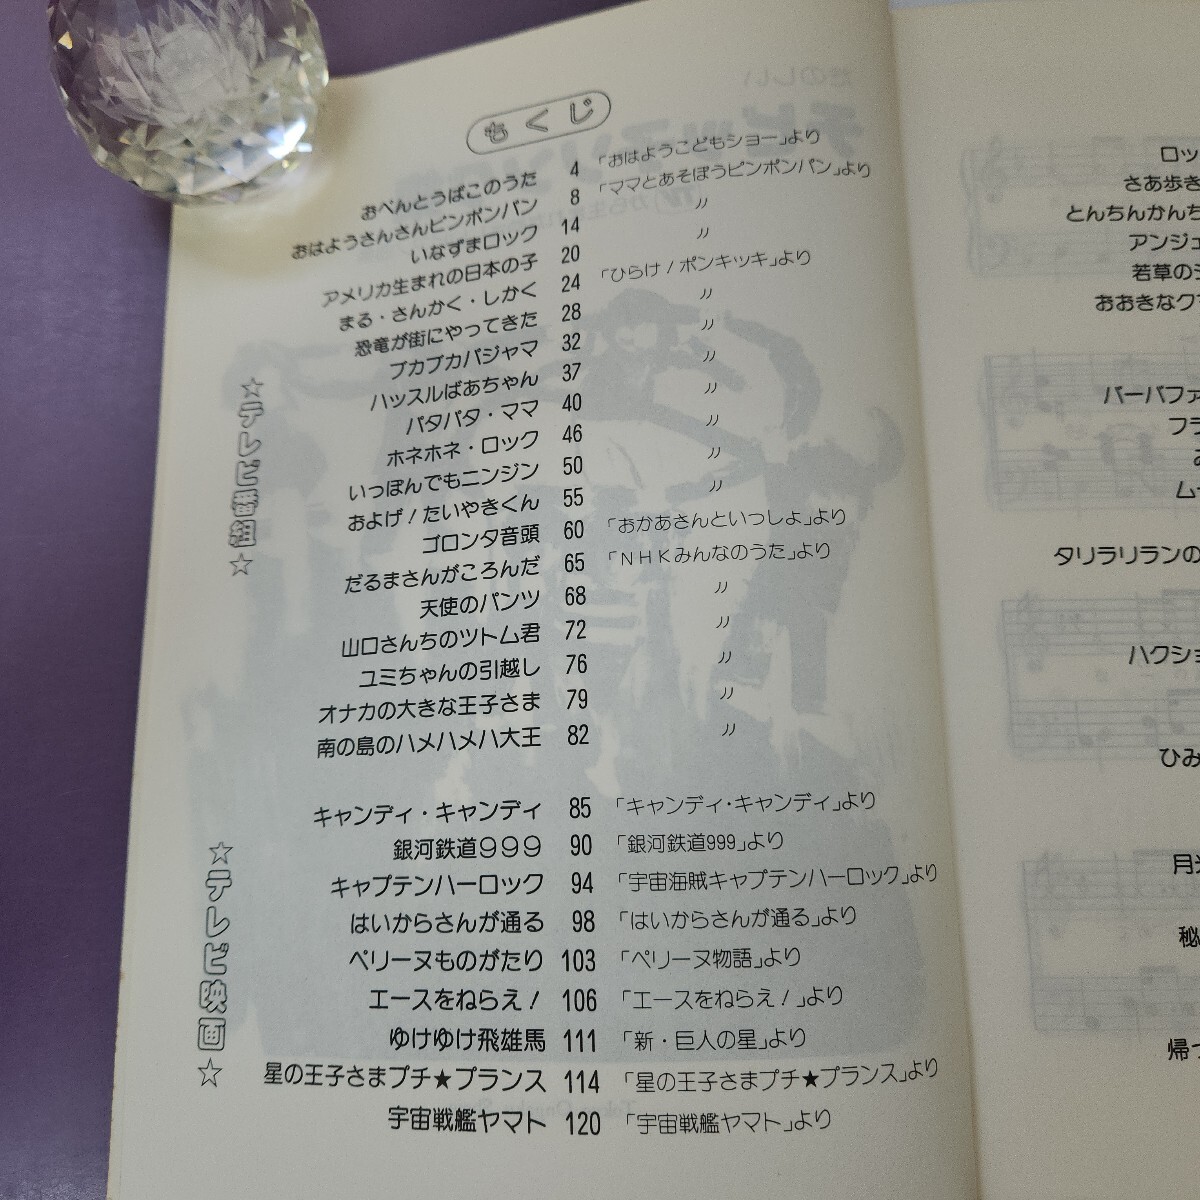 もくじ
☆テレビ番組☆
おべんとうばこのうた 4 「おはようこどもショー」より
おはようさんさんピンポンパン 8 「ママとあそぼうピンポンパン」より
いなずまロック 14 〃
アメリカ生まれの日本の子 20 〃
まる・さんかく・しかく 24 「ひらけ!ポンキッキ」より
恐竜が街にやってきた 28 〃
プカプカパジャマ 32 〃
ハッスルばあちゃん 37 〃
パタパタ・ママ 40 〃
ホネホネ・ロック 46 〃
いっぽんでもニンジン 50 〃
およげ!たいやきくん 55 〃
ゴロンタ音頭 60 「おかあさんといっしょ」より
だるまさんがころんだ 65 「NHKみんなのうた」より
天使のパンツ 68 〃
山口さんちのツトム君 72 〃
ユミちゃんの引越し 76 〃
オナカの大きな王子さま 79 〃
南の島のハメハメハ大王 82 〃
☆テレビ映画☆
キャンディ・キャンディ 85 「キャンディ・キャンディ」より
銀河鉄道999 90 「銀河鉄道999」より
キャプテンハーロック 94 「宇宙海賊キャプテンハーロック」より
はいからさんが通る 98 「はいからさんが通る」より
ペリーヌものがたり 103 「ペリーヌ物語」より
エースをねらえ! 106 「エースをねらえ!」より
ゆけゆけ飛雄馬 111 「新・巨人の星」より
星の王子さまプチ★プランス 114 「星の王子さまプチ★プランス」より
宇宙戦艦ヤマト 120 「宇宙戦艦ヤマト」より
ロッ
さあ歩き
とんちんかんち
アンジェ
若草の
おおきなク
バーバファ
フラ
ム
タリラリランの
ハクショ
ひみ
月
秘
帰っ